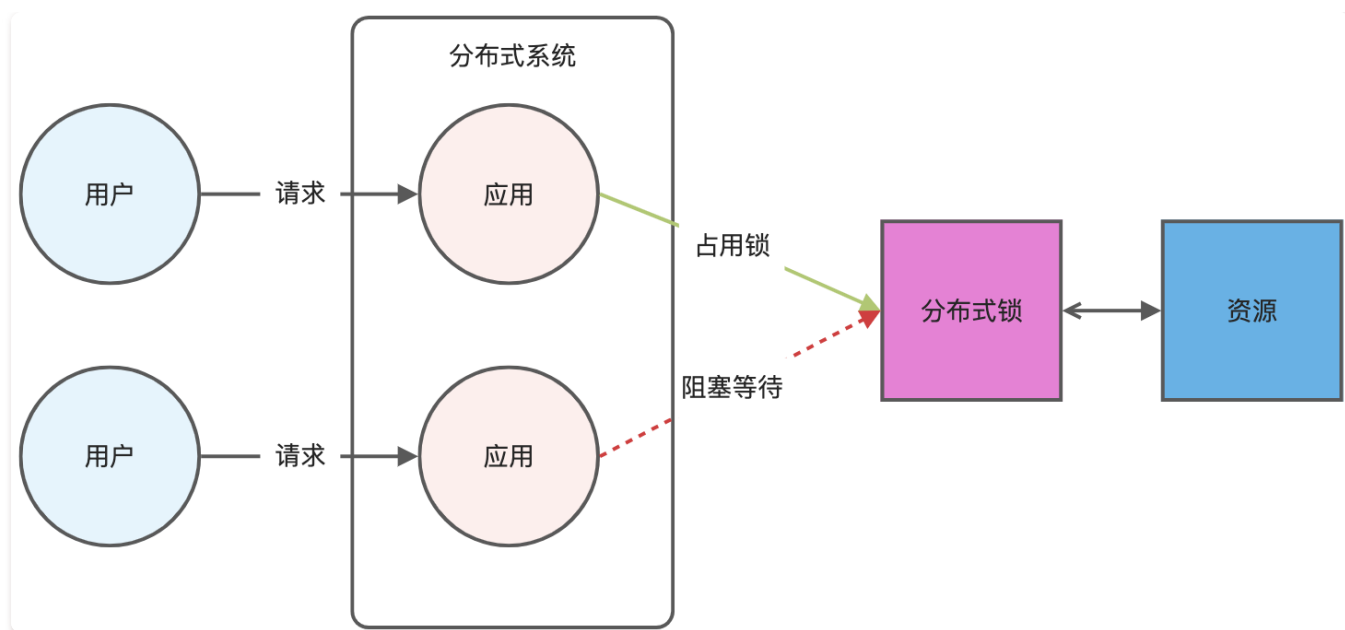 分布式系统
用户
请求
应用
占用锁
分布式锁
资源
阻塞等待
用户
请求
应用